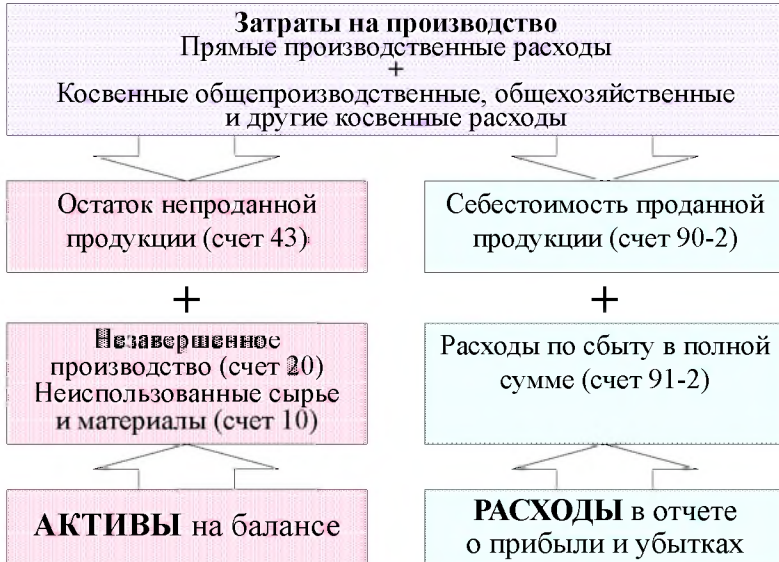 Затраты на производство
Прямые производственные расходы
+
Косвенные общепроизводственные, общехозяйственные
и другие косвенные расходы
Остаток непроданной
продукции (счет 43)
+
Незавершенное
производство (счет 20)
Неиспользованные сырье
и материалы (счет 10)
АКТИВЫ на балансе
Себестоимость проданной
продукции (счет 90-2)
+
Расходы по сбыту в полной
сумме (счет 91-2)
РАСХОДЫ в отчете
о прибыли и убытках